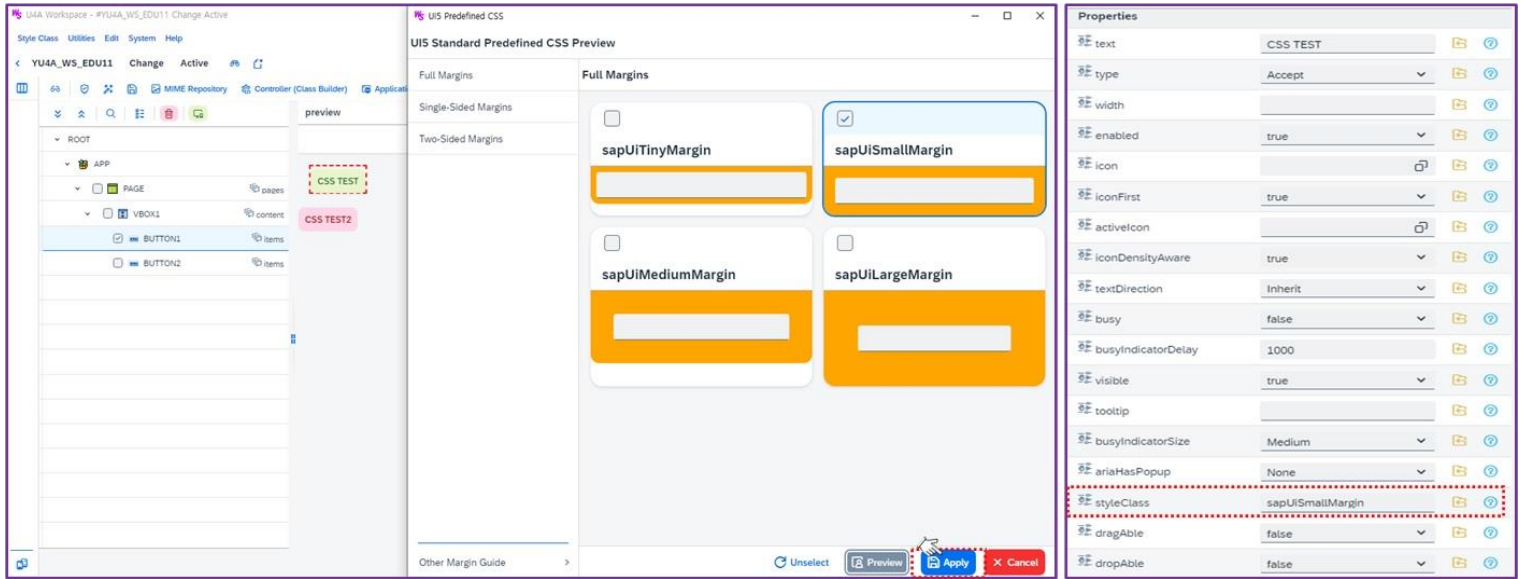 U4A Workspace - #YU4A_WS_EDU11 Change Active
Style Class Utilities Edit System Help
YU4A_WS_EDU11 Change Active
MIME Repository Controller (Class Builder) Applicati
preview
ROOT
APP
PAGE pages
VBOX1 content
BUTTON1 items
BUTTON2 items
CSS TEST
CSS TEST2
UI5 Predefined CSS
UI5 Standard Predefined CSS Preview
Full Margins
Single-Sided Margins
Two-Sided Margins
Other Margin Guide
Full Margins
sapUiTinyMargin
sapUiSmallMargin
sapUiMediumMargin
sapUiLargeMargin
Unselect Preview Apply Cancel
Properties
text CSS TEST
type Accept
width
enabled true
icon
iconFirst true
activeIcon
iconDensityAware true
textDirection Inherit
busy false
busyIndicatorDelay 1000
visible true
tooltip
busyIndicatorSize Medium
ariaHasPopup None
styleClass sapUiSmallMargin
dragAble false
dropAble false